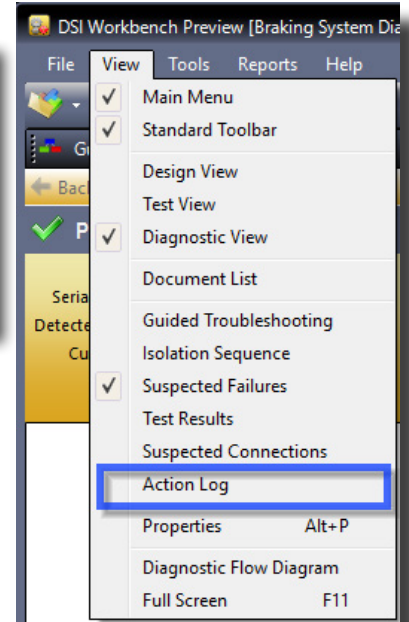 DSI Workbench Preview [Braking System Dia
File View Tools Reports Help
Main Menu
Standard Toolbar
Design View
Test View
Diagnostic View
Document List
Guided Troubleshooting
Isolation Sequence
Suspected Failures
Test Results
Suspected Connections
Action Log
Properties Alt+P
Diagnostic Flow Diagram
Full Screen F11
G
Bac
P
Seria
Detecte
Cu